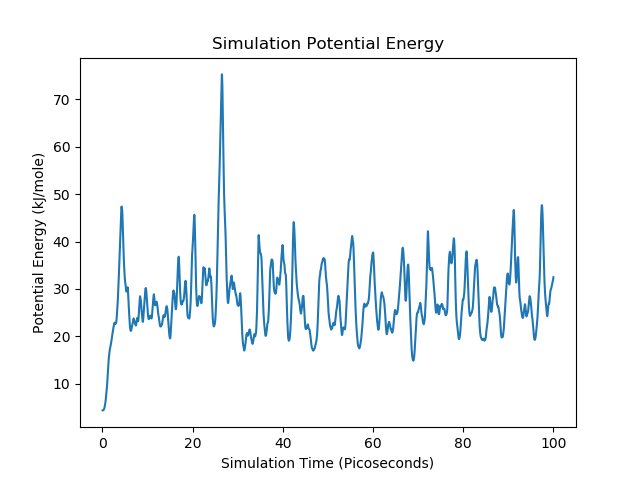 Simulation Potential Energy
Potential Energy (kJ/mole)
70
60
50
40
30
20
10
0 20 40 60 80 100
Simulation Time (Picoseconds)